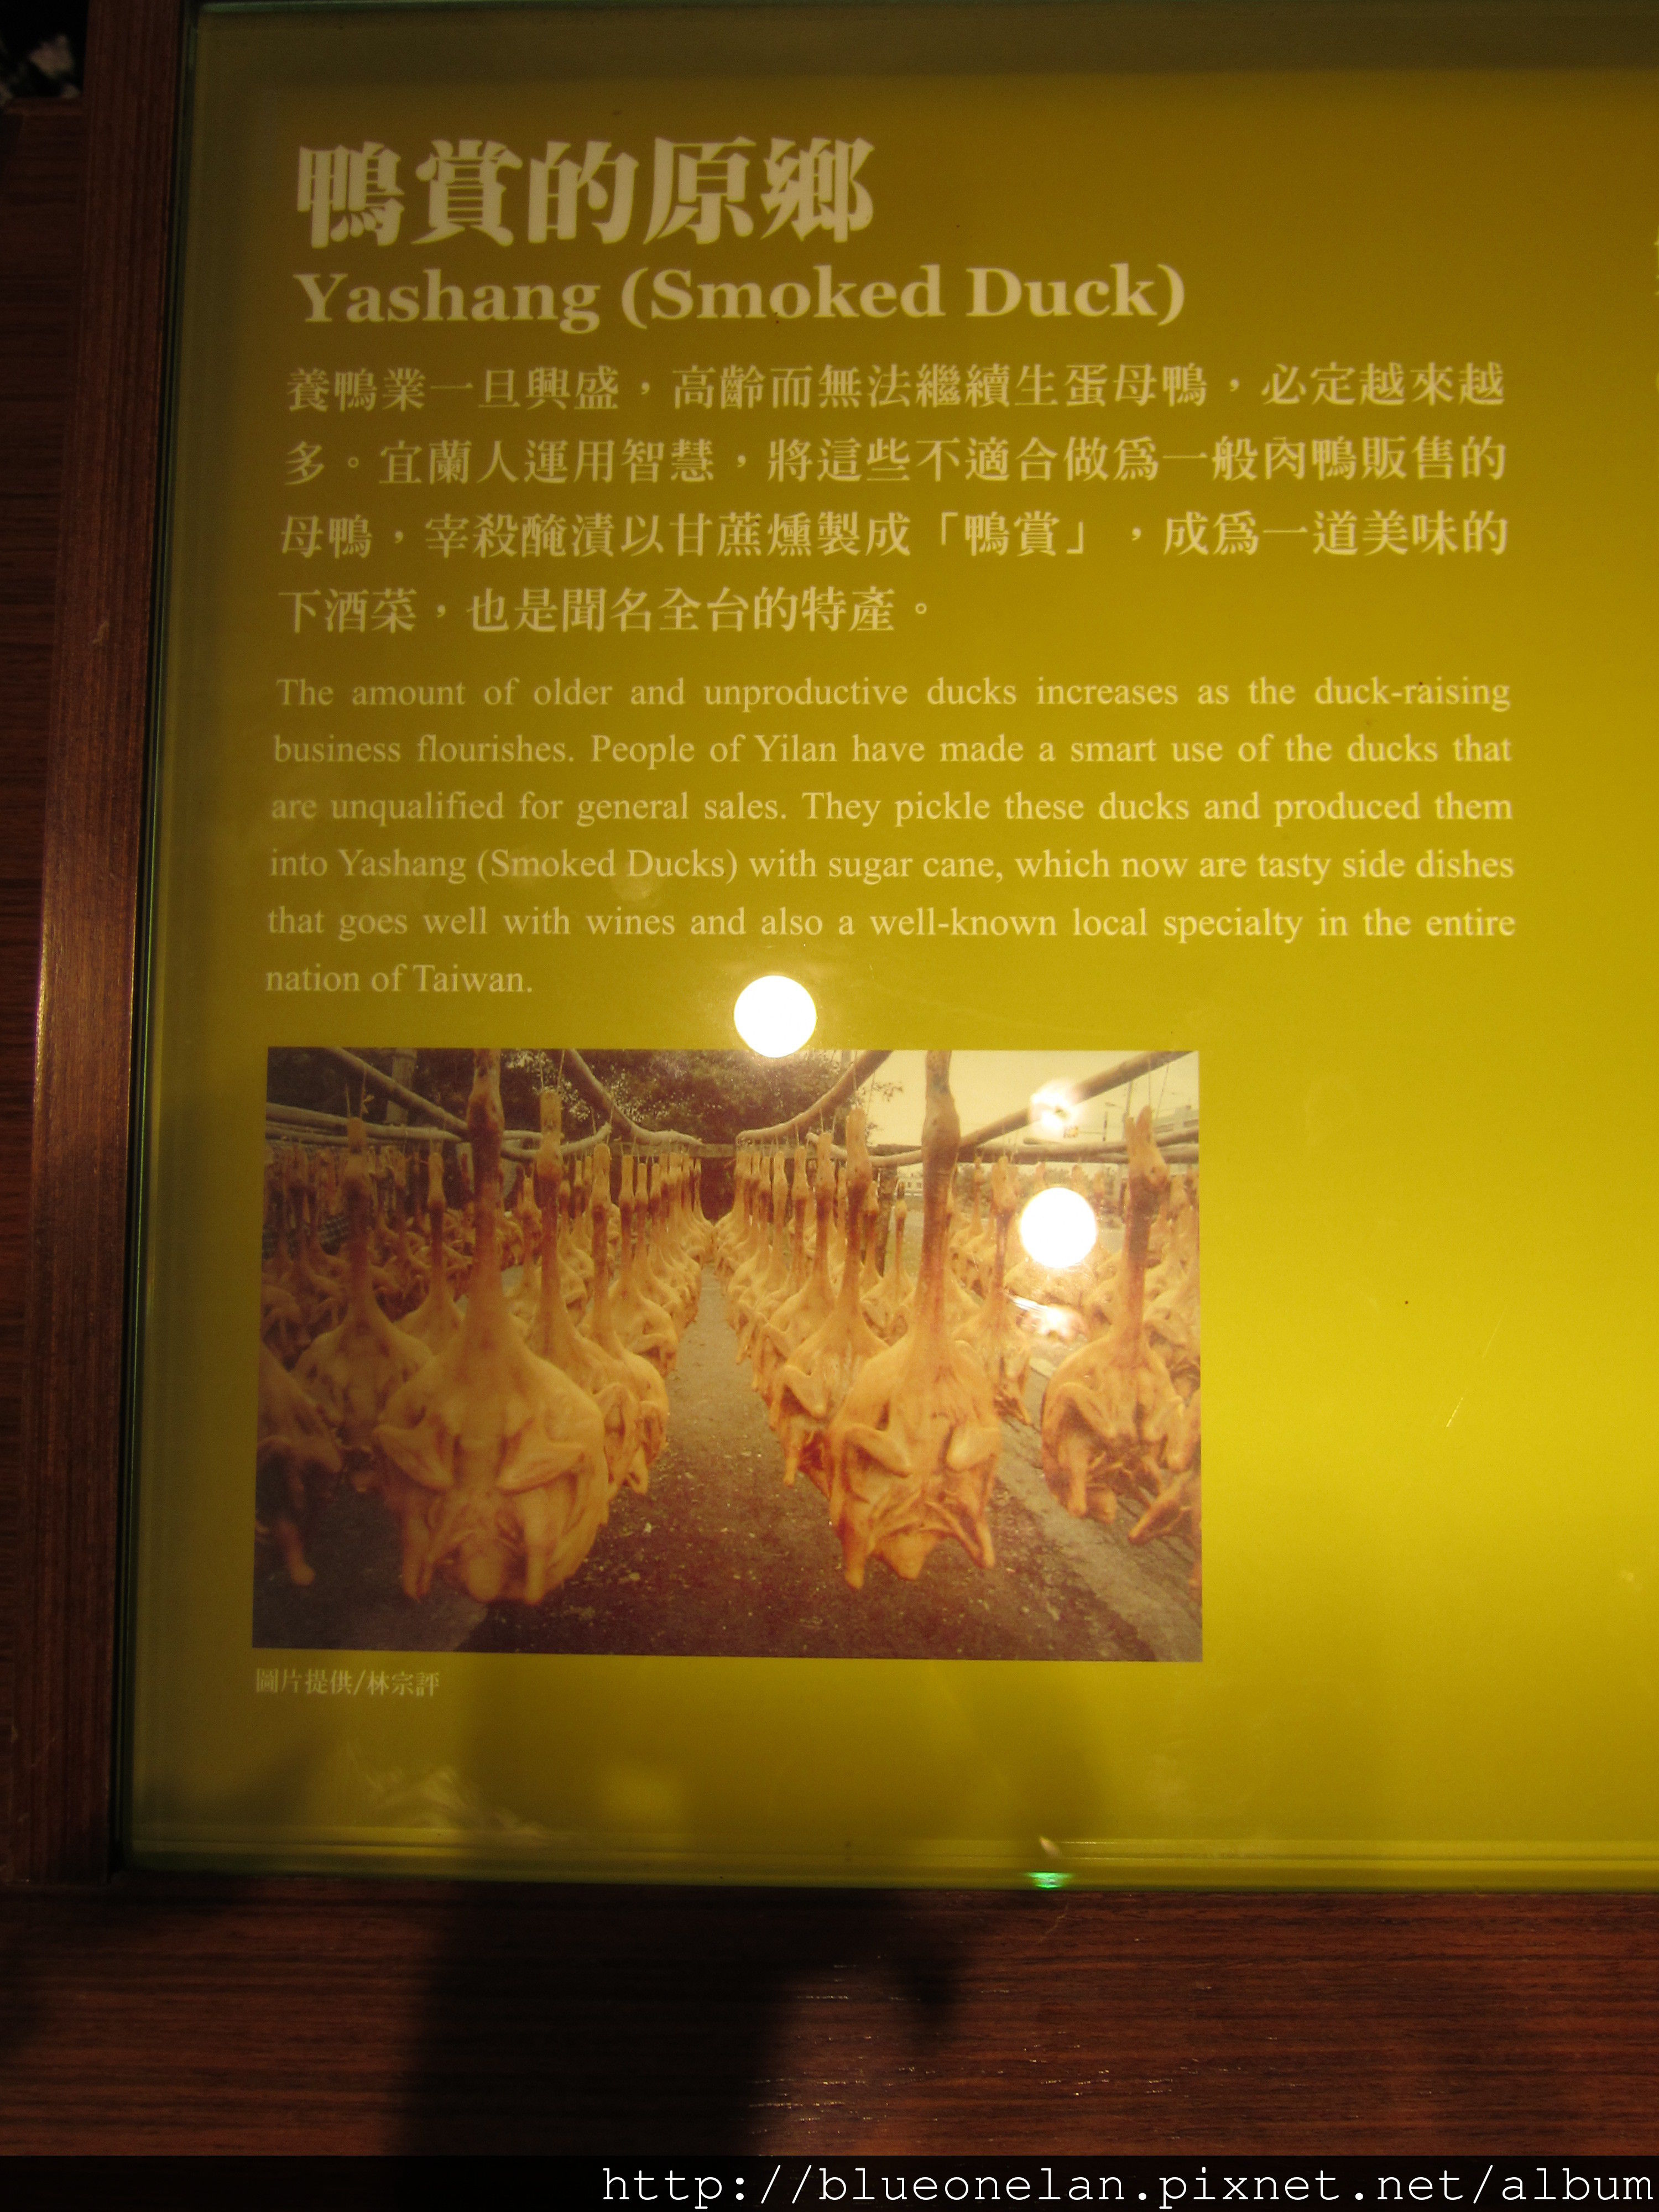 鴨賞的原鄉
Yashang (Smoked Duck)
養鴨業一旦興盛，高齡而無法繼續生蛋母鴨，必定越來越
多。宜蘭人運用智慧，將這些不適合做為一般肉鴨販售的
母鴨，宰殺醃漬以甘蔗燻製成「鴨賞」，成為一道美味的
下酒菜，也是聞名全台的特產。
The amount of older and unproductive ducks increases as the duck-raising
business flourishes. People of Yilan have made a smart use of the ducks that
are unqualified for general sales. They pickle these ducks and produced them
into Yashang (Smoked Ducks) with sugar cane, which now are tasty side dishes
that goes well with wines and also a well-known local specialty in the entire
nation of Taiwan.
圖片提供/林宗評
http://blueonelan.pixnet.net/album